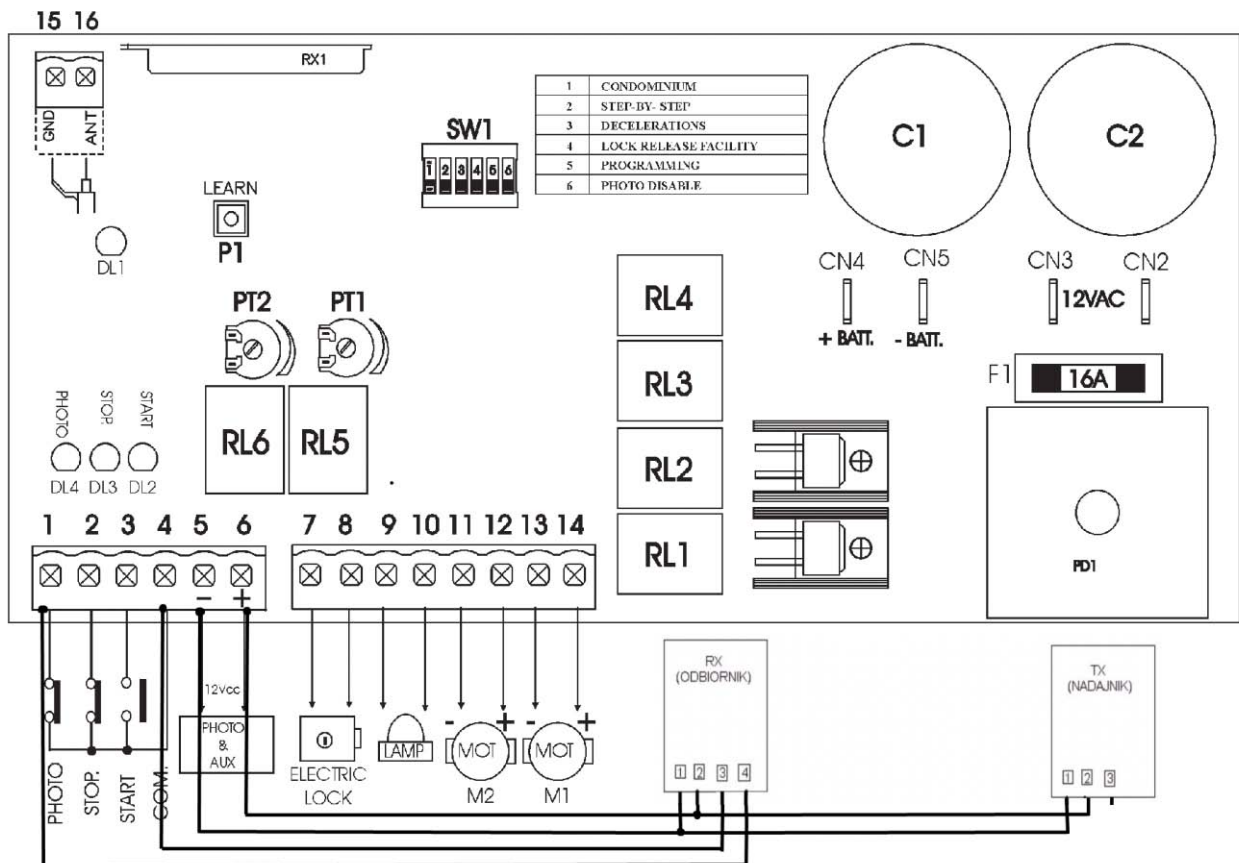 15 16
RX1
GND
ANT
DL1
LEARN
P1
SW1
1 2 3 4 5 6
1 CONDOMINIUM
2 STEP-BY- STEP
3 DECELERATIONS
4 LOCK RELEASE FACILITY
5 PROGRAMMING
6 PHOTO DISABLE
C1
C2
CN4 CN5 CN3 CN2
12VAC
+ BATT. - BATT.
F1 16A
PT2 PT1
RL4
RL3
RL2
RL1
RL6 RL5
PHOTO
STOP.
START
DL4 DL3 DL2
PD1
1 2 3 4 5 6 7 8 9 10 11 12 13 14
- +
12Vcc
PHOTO
&
AUX
PHOTO
STOP.
START
COM.
ELECTRIC
LOCK
LAMP
- +
MOT
M2
- +
MOT
M1
RX
(ODBIORNIK)
1 2 3 4
TX
(NADAJNIK)
1 2 3